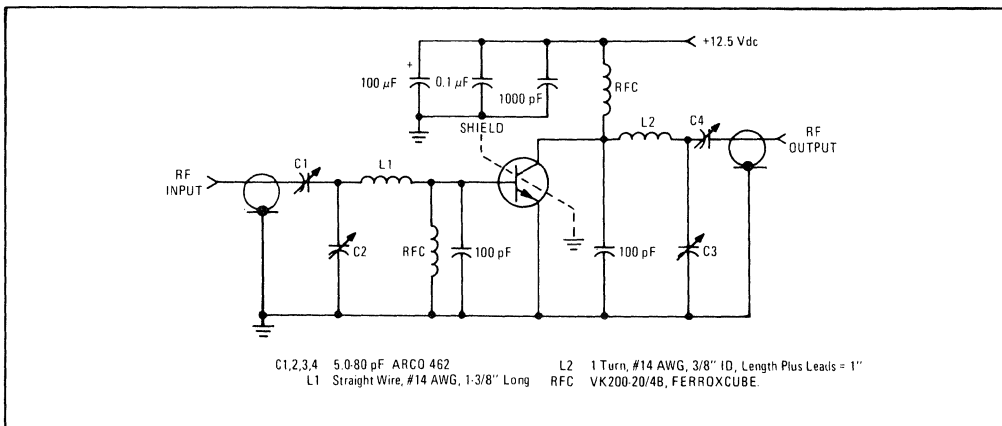 +12.5 Vdc
+
100 µF
0.1 µF
1000 pF
RFC
SHIELD
L2
C4
RF
OUTPUT
C1
L1
RF
INPUT
C2
RFC
100 pF
100 pF
C3
C1,2,3,4 5.0-80 pF ARCO 462
L1 Straight Wire, #14 AWG, 1-3/8" Long
L2 1 Turn, #14 AWG, 3/8" ID, Length Plus Leads = 1"
RFC VK200-20/4B, FERROXCUBE.